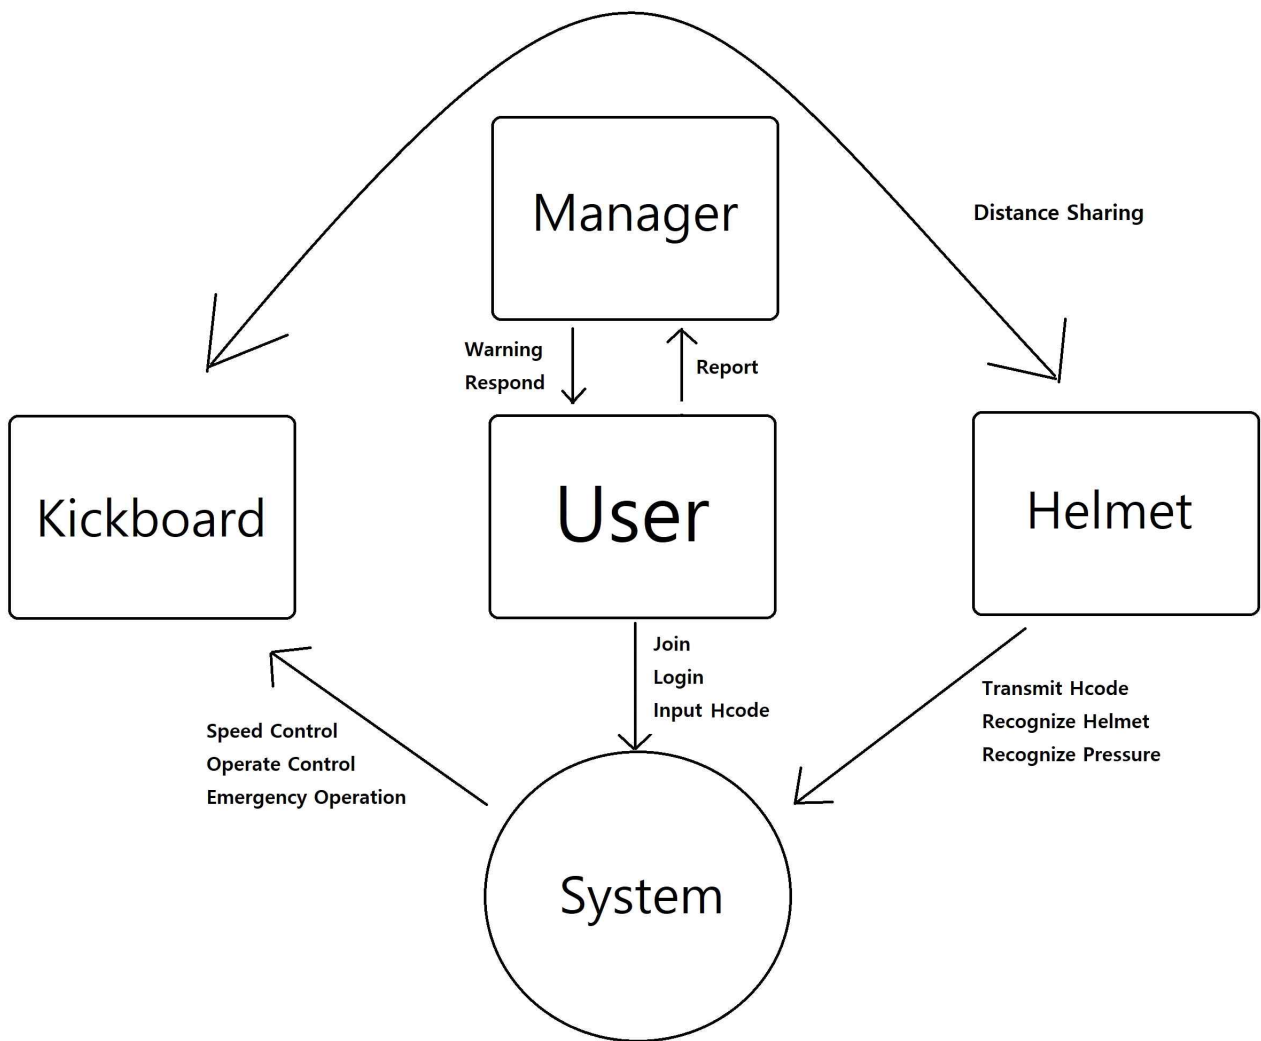 Manager
Distance Sharing
Warning
Respond
Report
Kickboard
User
Helmet
Join
Login
Input Hcode
Transmit Hcode
Recognize Helmet
Recognize Pressure
Speed Control
Operate Control
Emergency Operation
System